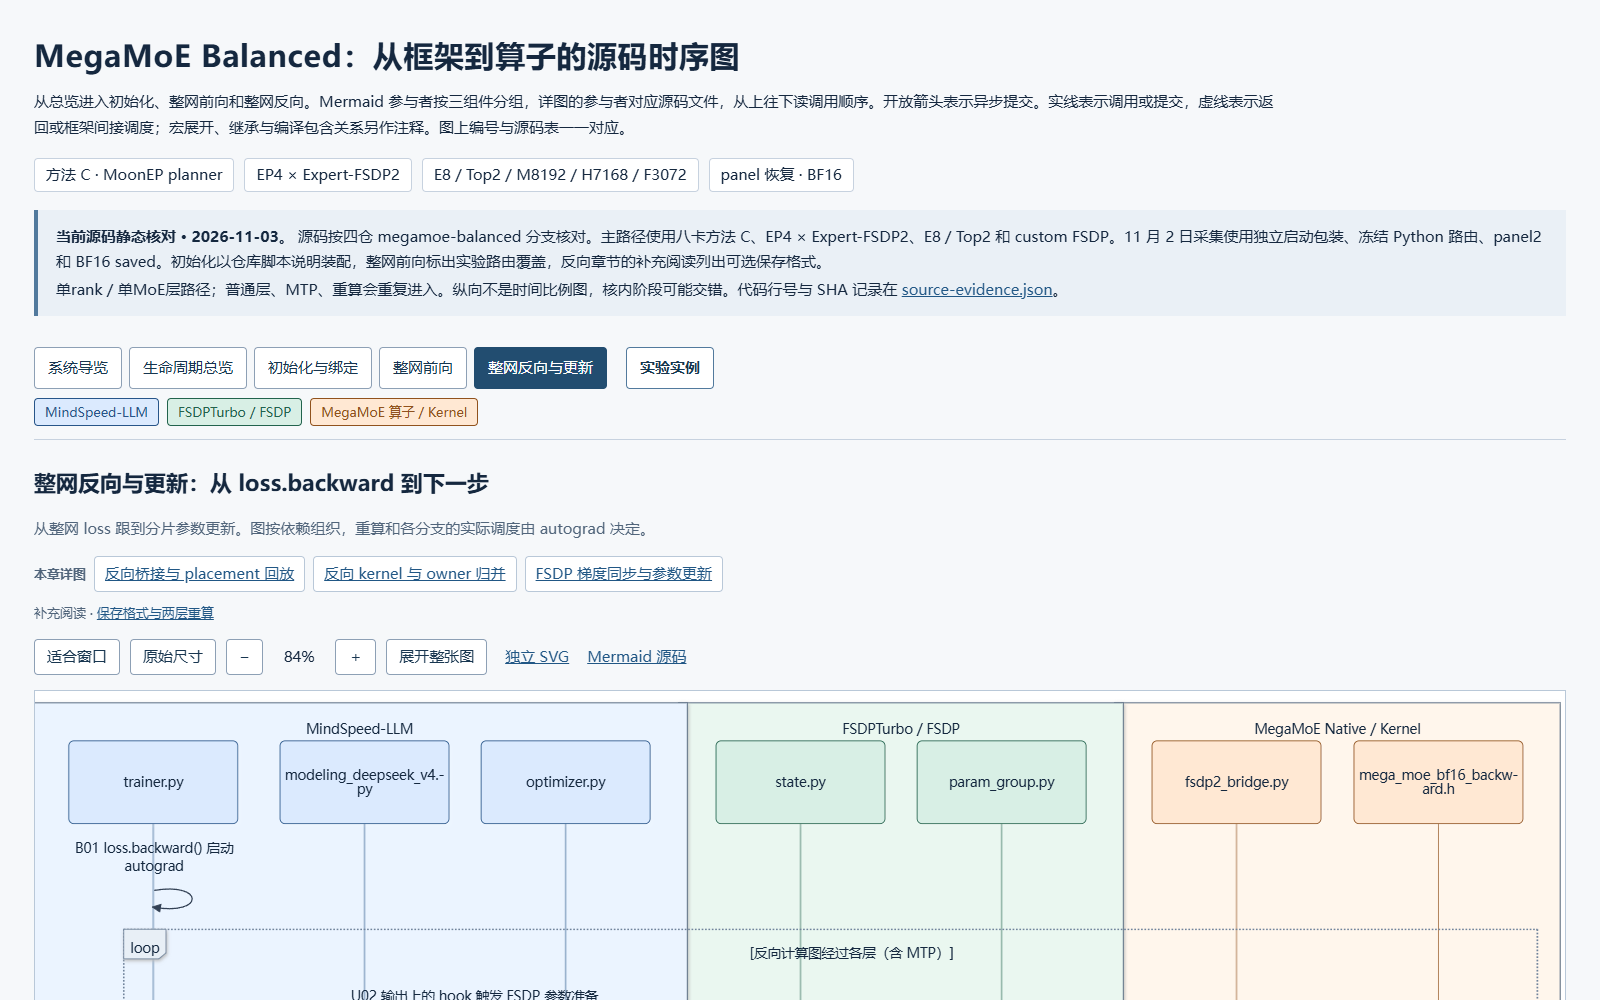 MegaMoE Balanced：从框架到算子的源码时序图
从总览进入初始化、整网前向和整网反向。Mermaid 参与者按三组件分组，详图的参与者对应源码文件，从上往下读调用顺序。开放箭头表示异步提交。实线表示调用或提交，虚线表示返
回或框架间接调度；宏展开、继承与编译包含关系另作注释。图上编号与源码表一一对应。
方法 C · MoonEP planner
EP4 × Expert-FSDP2
E8 / Top2 / M8192 / H7168 / F3072
panel 恢复 · BF16
当前源码静态核对 • 2026-11-03。 源码按四仓 megamoe-balanced 分支核对。主路径使用八卡方法 C、EP4 × Expert-FSDP2、E8 / Top2 和 custom FSDP。11 月 2 日采集使用独立启动包装、冻结 Python 路由、panel2
和 BF16 saved。初始化以仓库脚本说明装配，整网前向标出实验路由覆盖，反向章节的补充阅读列出可选保存格式。
单rank / 单MoE层路径；普通层、MTP、重算会重复进入。纵向不是时间比例图，核内阶段可能交错。代码行号与 SHA 记录在 source-evidence.json。
系统导览
生命周期总览
初始化与绑定
整网前向
整网反向与更新
实验实例
MindSpeed-LLM
FSDPTurbo / FSDP
MegaMoE 算子 / Kernel
整网反向与更新：从 loss.backward 到下一步
从整网 loss 跟到分片参数更新。图按依赖组织，重算和各分支的实际调度由 autograd 决定。
本章详图
反向桥接与 placement 回放
反向 kernel 与 owner 归并
FSDP 梯度同步与参数更新
补充阅读 · 保存格式与两层重算
适合窗口
原始尺寸
−
84%
+
展开整张图
独立 SVG
Mermaid 源码
MindSpeed-LLM
FSDPTurbo / FSDP
MegaMoE Native / Kernel
trainer.py
modeling_deepseek_v4.-
py
optimizer.py
state.py
param_group.py
fsdp2_bridge.py
mega_moe_bf16_backw-
ard.h
B01 loss.backward() 启动
autograd
loop
[反向计算图经过各层（含 MTP）]
U02 输出上的 hook 触发 FSDP 参数准备